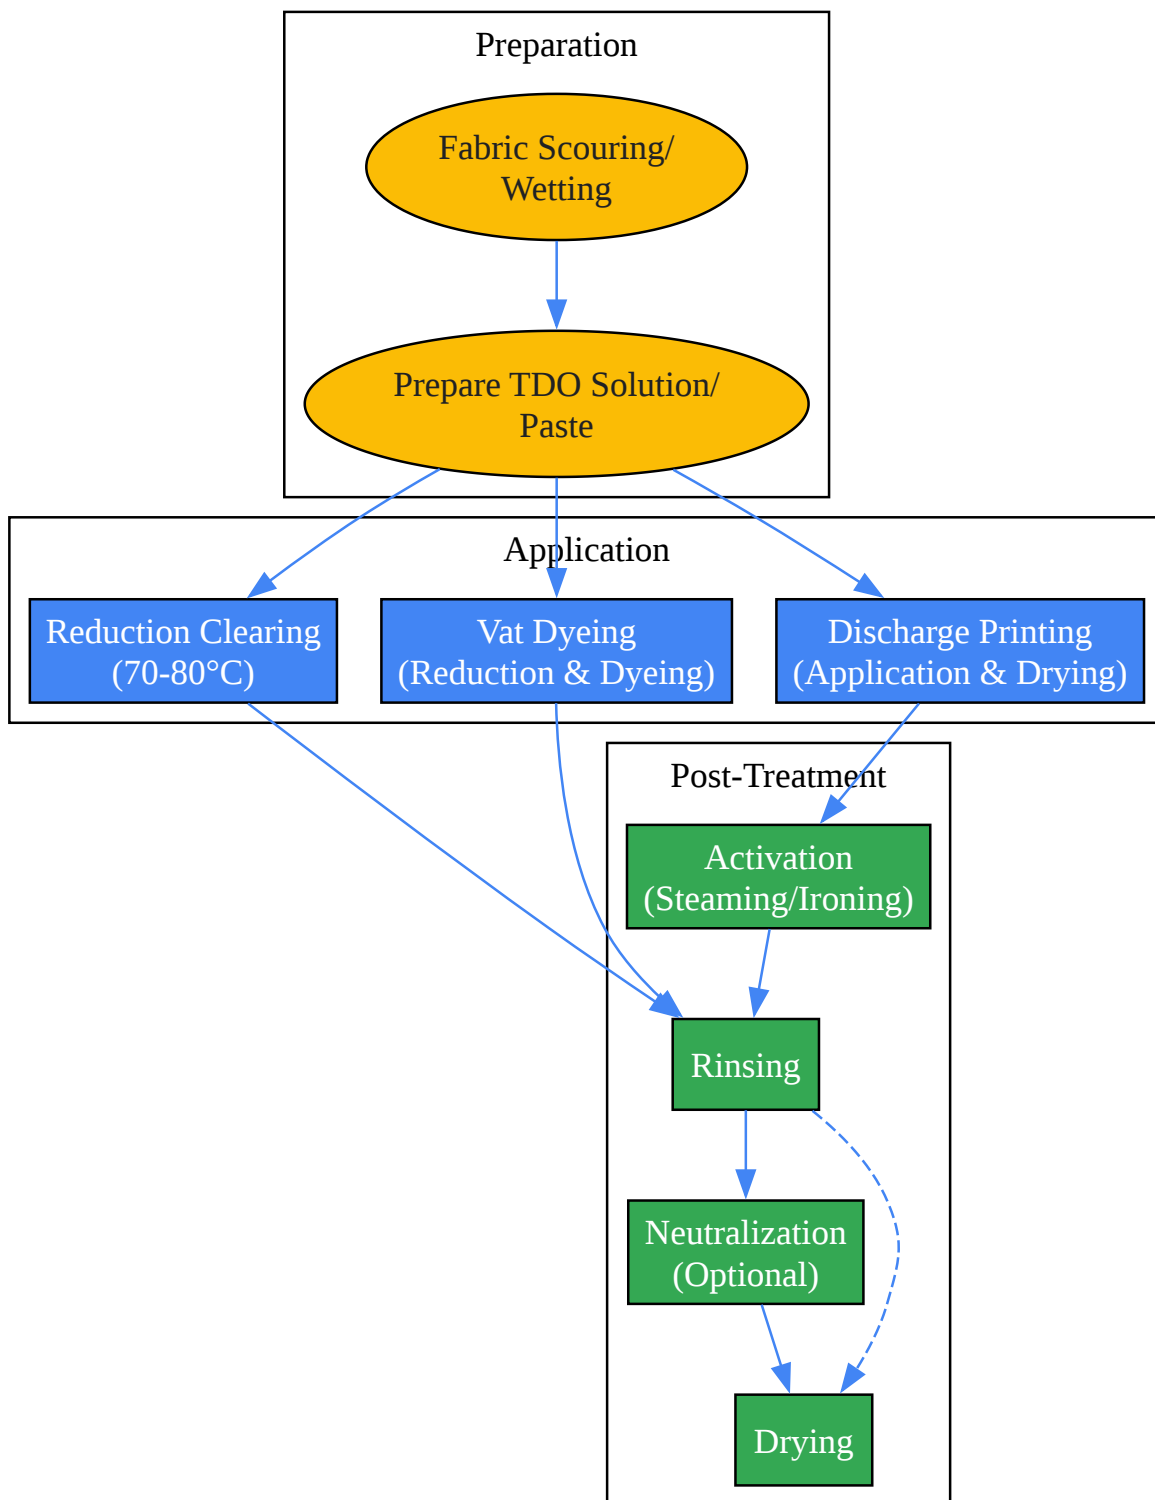 Preparation
Fabric Scouring/
Wetting
Prepare TDO Solution/
Paste
Application
Reduction Clearing
(70-80°C)
Vat Dyeing
(Reduction & Dyeing)
Discharge Printing
(Application & Drying)
Post-Treatment
Activation
(Steaming/Ironing)
Rinsing
Neutralization
(Optional)
Drying